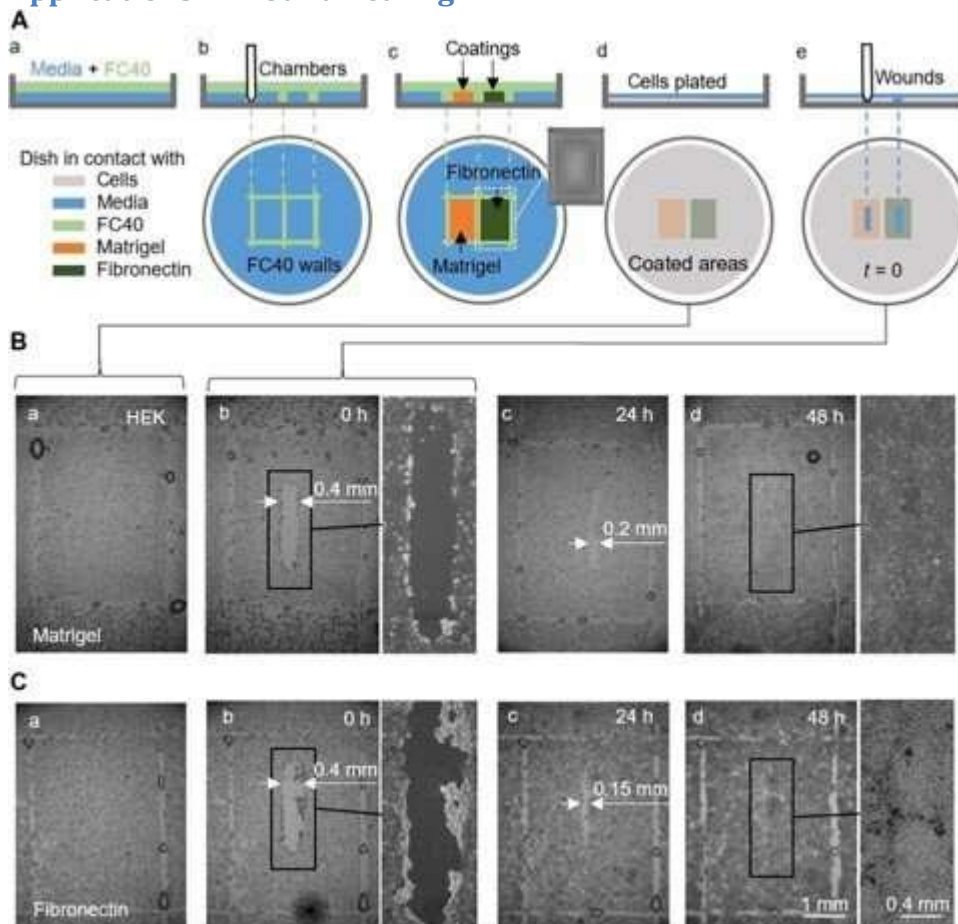 A
a
Media + FC40
b
Chambers
c
Coatings
d
Cells plated
e
Wounds
Dish in contact with
Cells
Media
FC40
Matrigel
Fibronectin
FC40 walls
Fibronectin
Matrigel
Coated areas
t = 0
B
a
HEK
Matrigel
b
0 h
0.4 mm
c
24 h
0.2 mm
d
48 h
C
a
Fibronectin
b
0 h
0.4 mm
c
24 h
0.15 mm
d
48 h
1 mm
0.4 mm